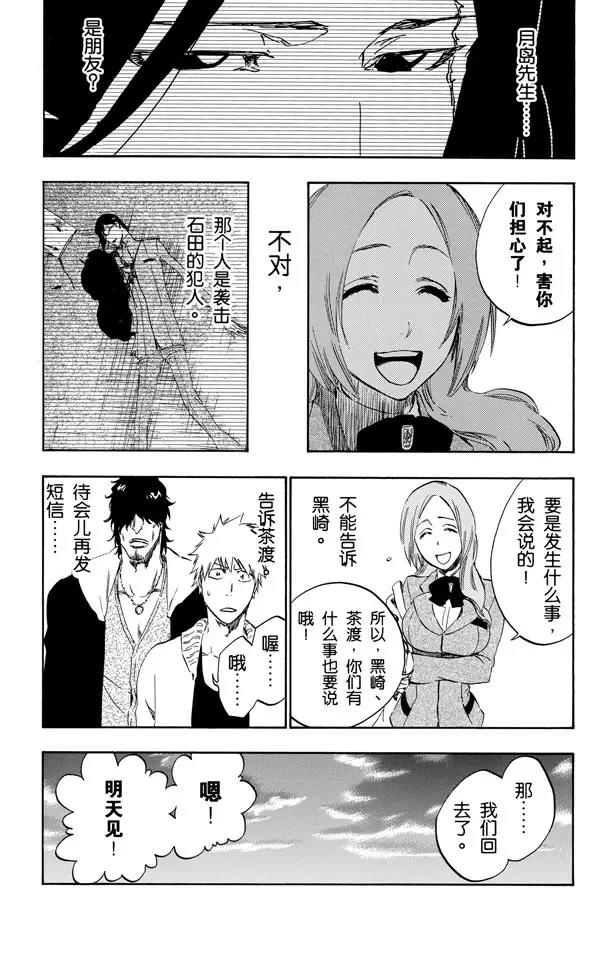 月岛先生……
是朋友？
对不起，害你
们担心了！
不对，
那个人是袭击
石田的犯人。
要是发生什么事，
我会说的！
不能告诉
黑崎。
所以，黑崎、
茶渡，你们有
什么事也要说
哦！
告诉茶渡。
喔……
哦……
待会儿再发
短信……
那……
我们回
去了。
嗯！
明天见！